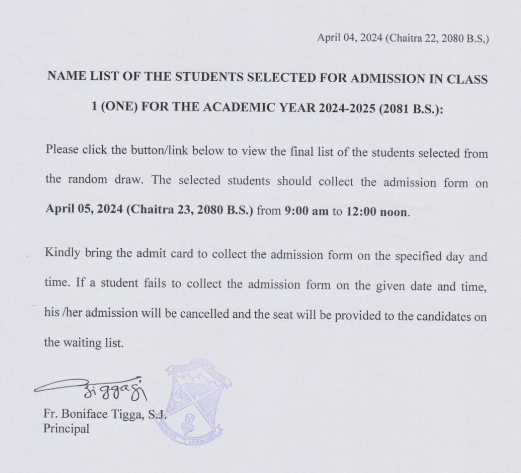 April 04, 2024 (Chaitra 22, 2080 B.S,)
NAME LIST OF THE STUDENTS SELECTED FOR ADMISSION IN CLASS
1 (ONE) FOR THE ACADEMIC YEAR 2024-2025 (2081 B.S.):
Please click the button/link below to view the final list of the students selected from
the random draw. The selected students should collect the admission form on
April 05, 2024 (Chaitra 23, 2080 B.S.) from 9:00 am to 12:00 noon.
Kindly bring the admit card to collect the admission form on the specified day and
time. If a student fails to collect the admission form on the given date and time,
his /her admission will be cancelled and the seat will be provided to the candidates on
the waiting list.
Fr. Boniface Tigga, S.J.
Principal